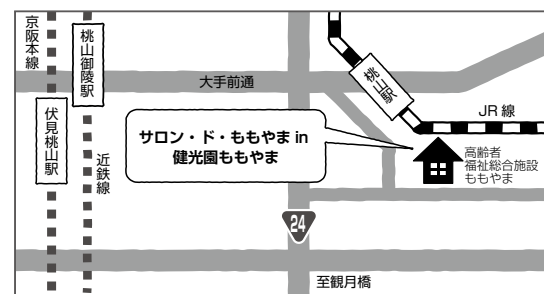 京阪本線
桃山御陵駅
伏見桃山駅
近鉄線
大手前通
桃山駅
JR 線
サロン・ド・ももやま in
健光園ももやま
高齢者
福祉総合施設
ももやま
24
至観月橋